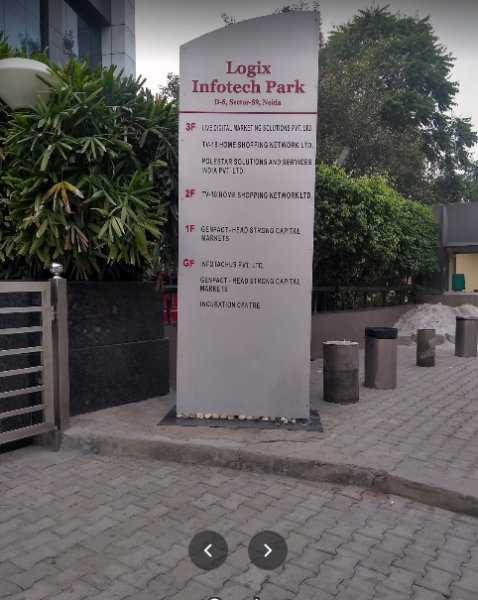 Logix
Infotech Park
D-5, Sector-59, Noida
3F LIVE DIGITAL MARKETING SOLUTIONS PVT. LTD
TV-18 HOME SHOPPING NETWORK LTD.
POLESTAR SOLUTIONS AND SERVICES
INDIA PVT. LTD.
2F TV-18 HOME SHOPPING NETWORK LTD.
1F GENPACT - HEAD STRONG CAPITAL
MARKETS
GF INFOTACHUS PVT. LTD.
GENPACT - HEAD STRONG CAPITAL
MARKETS
INCUBATION CENTRE